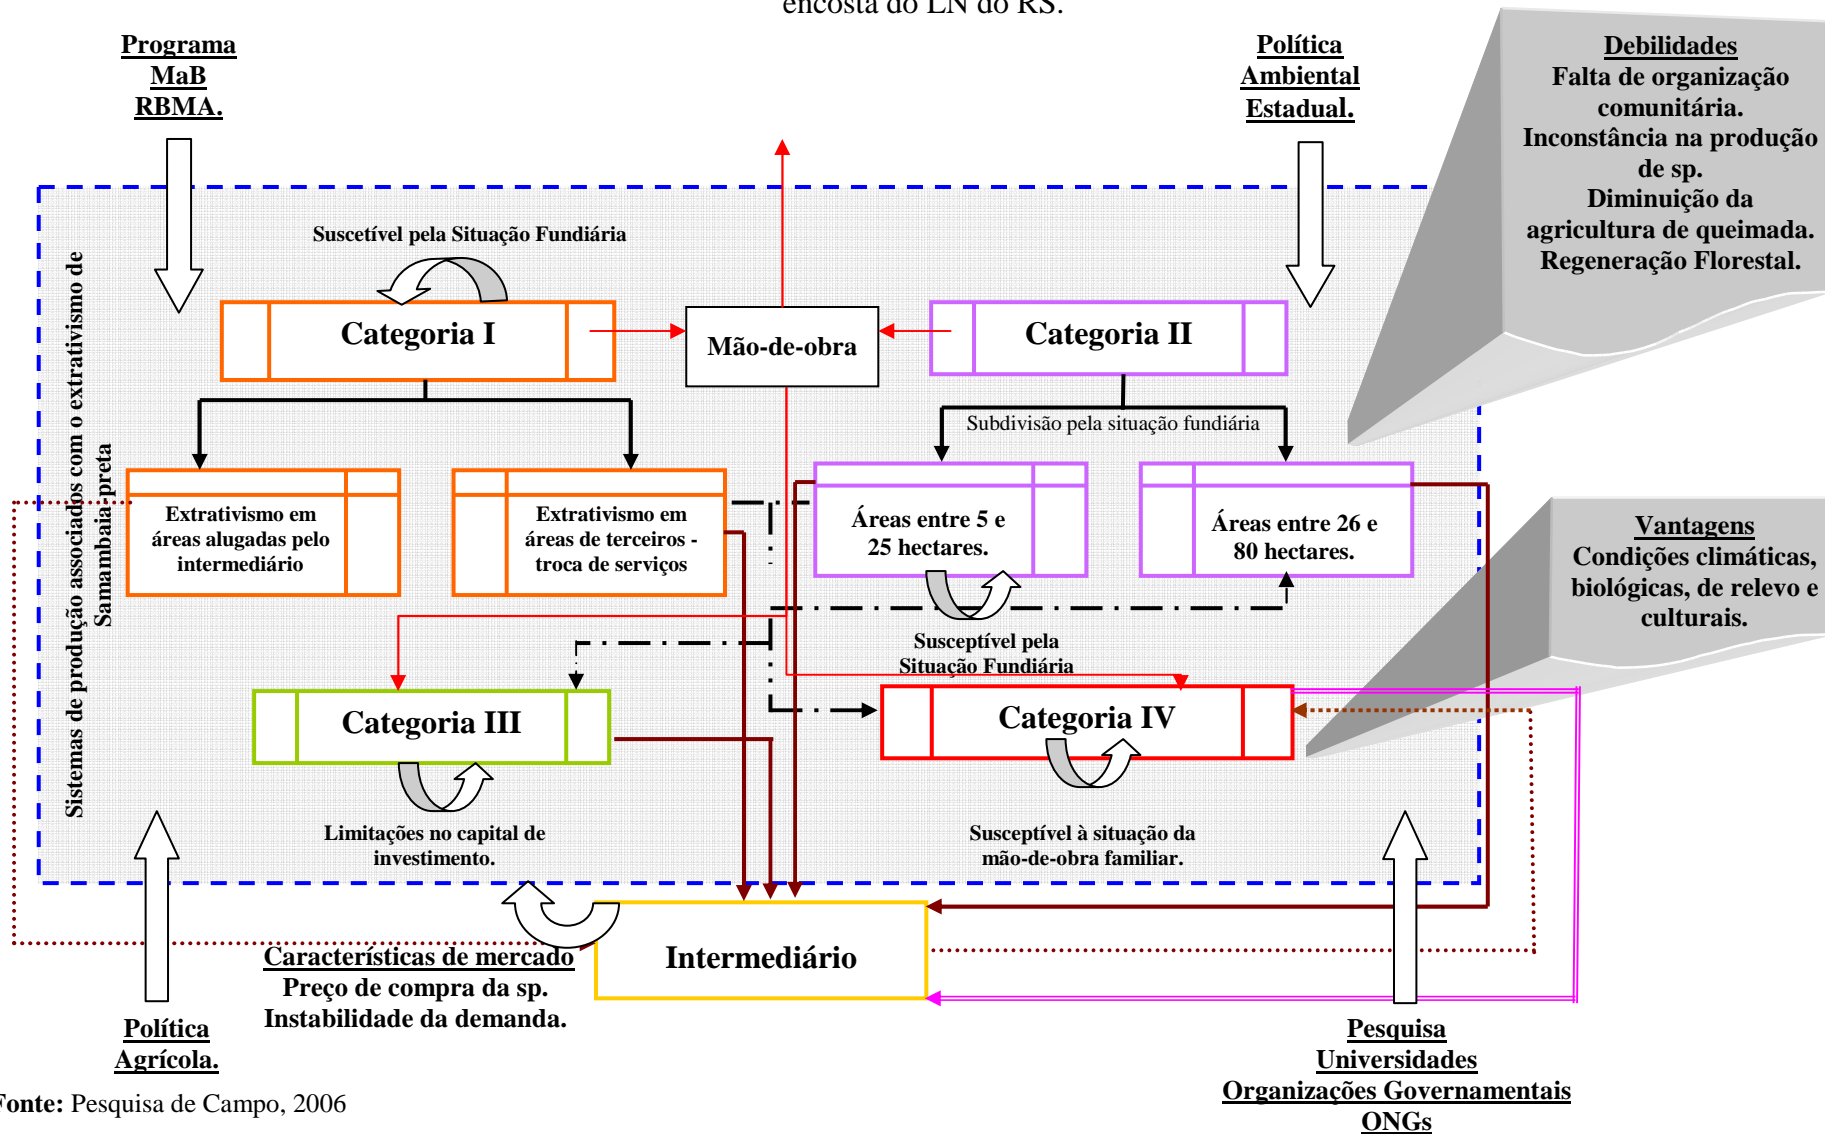 encosta do LN do RS.
Programa
MaB
RBMA.
Política
Ambiental
Estadual.
Debilidades
Falta de organização
comunitária.
Inconstância na produção
de sp.
Diminuição da
agricultura de queimada.
Regeneração Florestal.
Suscetível pela Situação Fundiária
Categoria I
Mão-de-obra
Categoria II
Subdivisão pela situação fundiária
Sistemas de produção associados com o extrativismo de
Samambaia-preta
Extrativismo em
áreas alugadas pelo
intermediário
Extrativismo em
áreas de terceiros -
troca de serviços
Áreas entre 5 e
25 hectares.
Áreas entre 26 e
80 hectares.
Vantagens
Condições climáticas,
biológicas, de relevo e
culturais.
Susceptível pela
Situação Fundiária
Categoria III
Categoria IV
Limitações no capital de
investimento.
Susceptível à situação da
mão-de-obra familiar.
Intermediário
Características de mercado
Preço de compra da sp.
Instabilidade da demanda.
Política
Agrícola.
Pesquisa
Universidades
Organizações Governamentais
ONGs
Fonte: Pesquisa de Campo, 2006